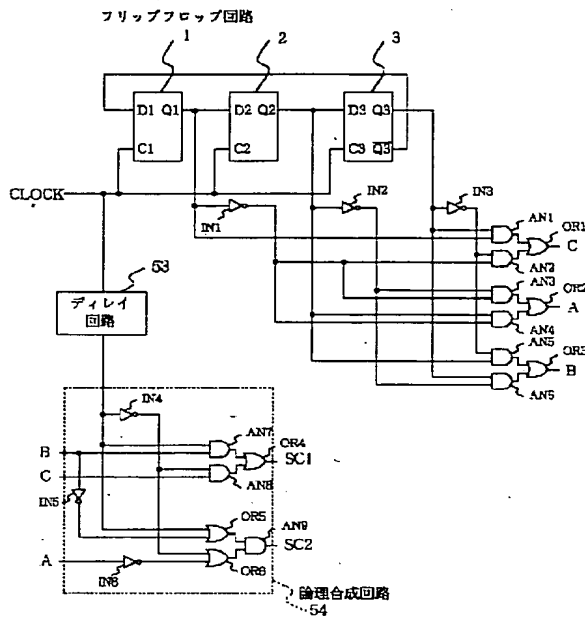 フリップフロップ回路
1
2
3
D1 Q1
D2 Q2
D3 Q3
C1
C2
C3 Q3
CLOCK
IN1
IN2
IN3
AN1
OR1
C
AN2
AN3
OR2
A
AN4
AN5
OR3
B
AN6
53
ディレイ
回路
IN4
AN7
OR4
B
SC1
C
AN8
IN5
OR5
AN9
SC2
A
IN6
OR6
論理合成回路
54